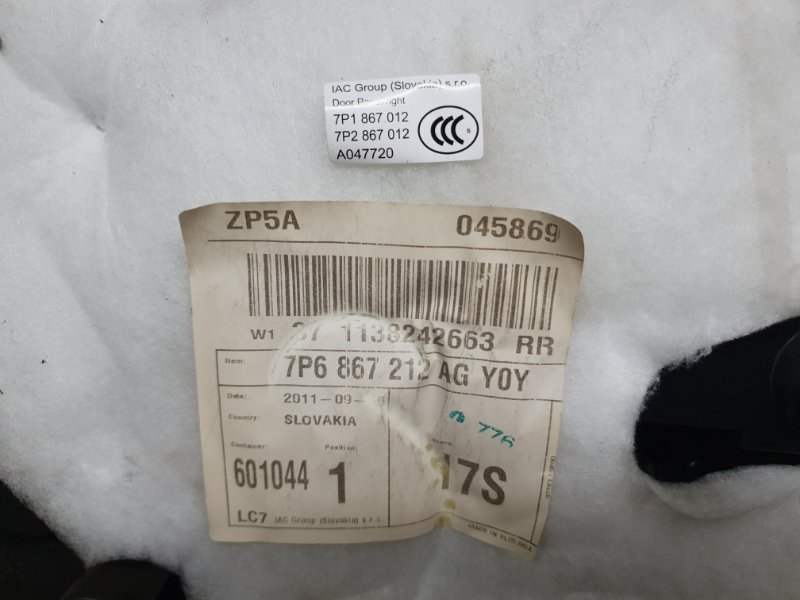 IAC Group (Slovakia) s.r.o.
Door Panel right
7P1 867 012
7P2 867 012
A047720
CCC S
ZP5A 045869
W1 37 1138242663 RR
Item: 7P6 867 212 AG Y0Y
Date: 2011-09-
Country: SLOVAKIA
776
Container: Position:
601044 1 17S
LC7 IAC Group (Slovakia) s r.o.
MADE IN SLOVAKIA